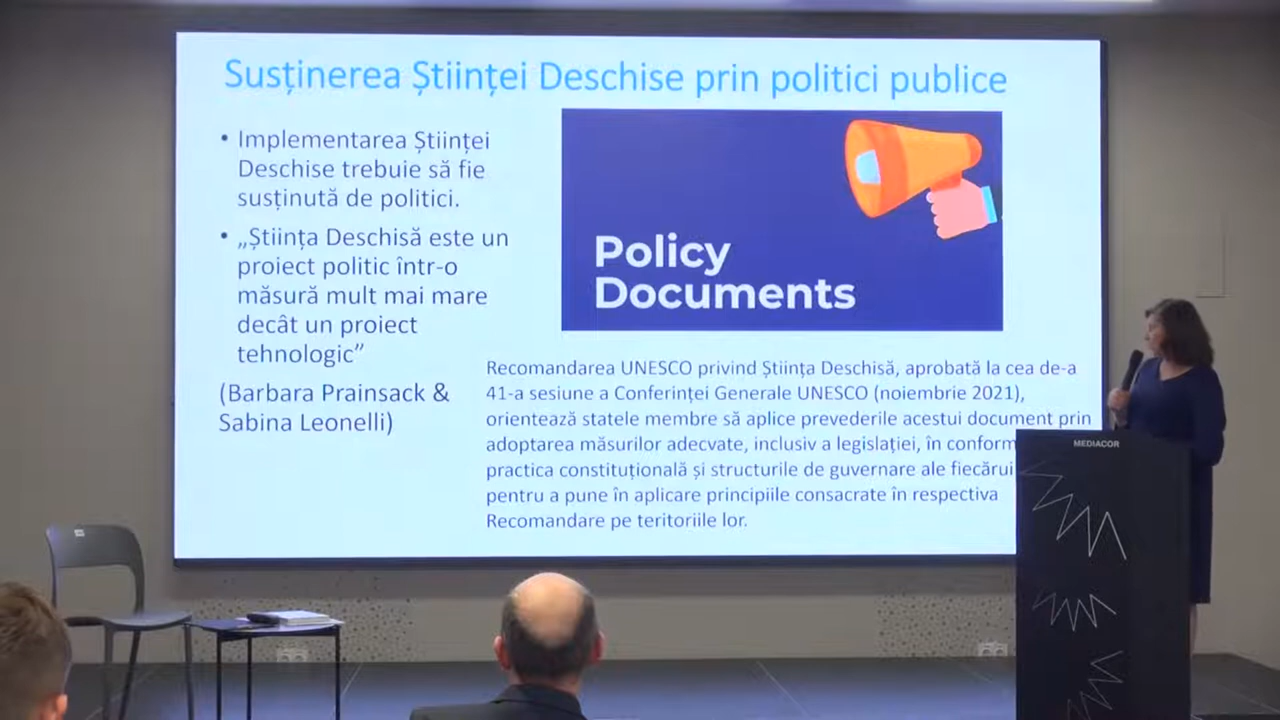 Susținerea Științei Deschise prin politici publice
• Implementarea Științei
Deschise trebuie să fie
susținută de politici.
• „Știința Deschisă este un
proiect politic într-o
măsură mult mai mare
decât un proiect
tehnologic”
(Barbara Prainsack &
Sabina Leonelli)
Policy
Documents
Recomandarea UNESCO privind Știința Deschisă, aprobată la cea de-a
41-a sesiune a Conferinței Generale UNESCO (noiembrie 2021),
orientează statele membre să aplice prevederile acestui document prin
adoptarea măsurilor adecvate, inclusiv a legislației, în conform
practica constituțională și structurile de guvernare ale fiecărui
pentru a pune în aplicare principiile consacrate în respectiva
Recomandare pe teritoriile lor.
MEDIACOR